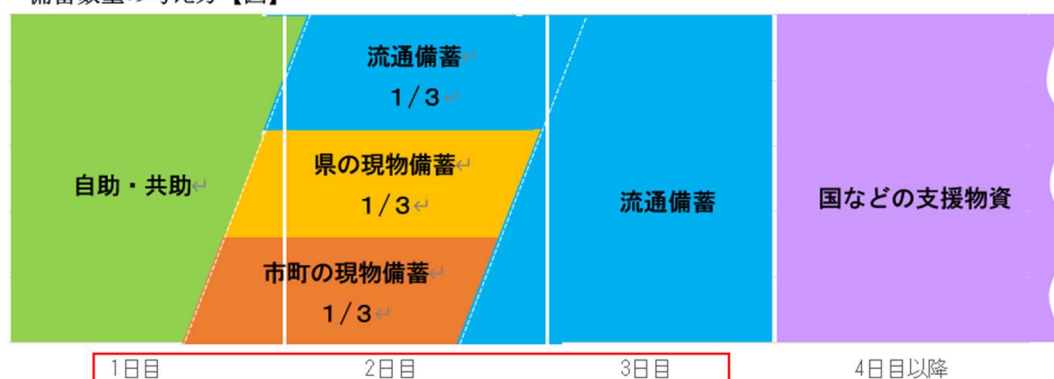 流通備蓄↵
1/3↵
県の現物備蓄↵
自助・共助↵
1/3↵
流通備蓄
国などの支援物資
市町の現物備蓄↵
1/3↵
1日目
2日目
3日目
4日目以降